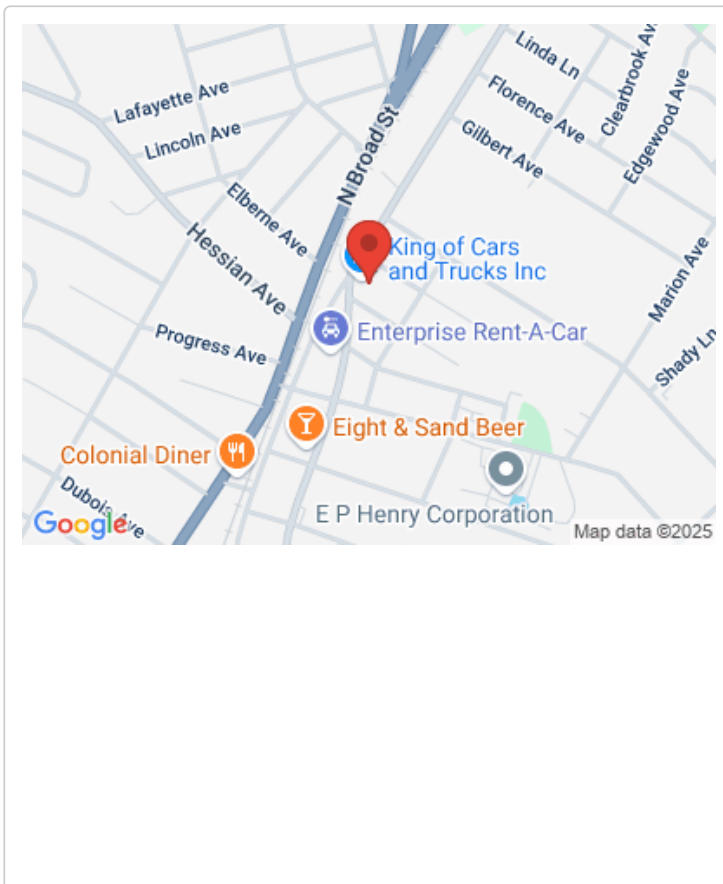 Linda Ln
Clearbrook Av
Lafayette Ave
Florence Ave
Edgewood Ave
Lincoln Ave
Gilbert Ave
N Broad St
Elberne Ave
Hessian Ave
King of Cars
and Trucks Inc
Marion Ave
Progress Ave
Enterprise Rent-A-Car
Shady Ln
Eight & Sand Beer
Colonial Diner
Dubois Ave
E P Henry Corporation
Google
Map data ©2025